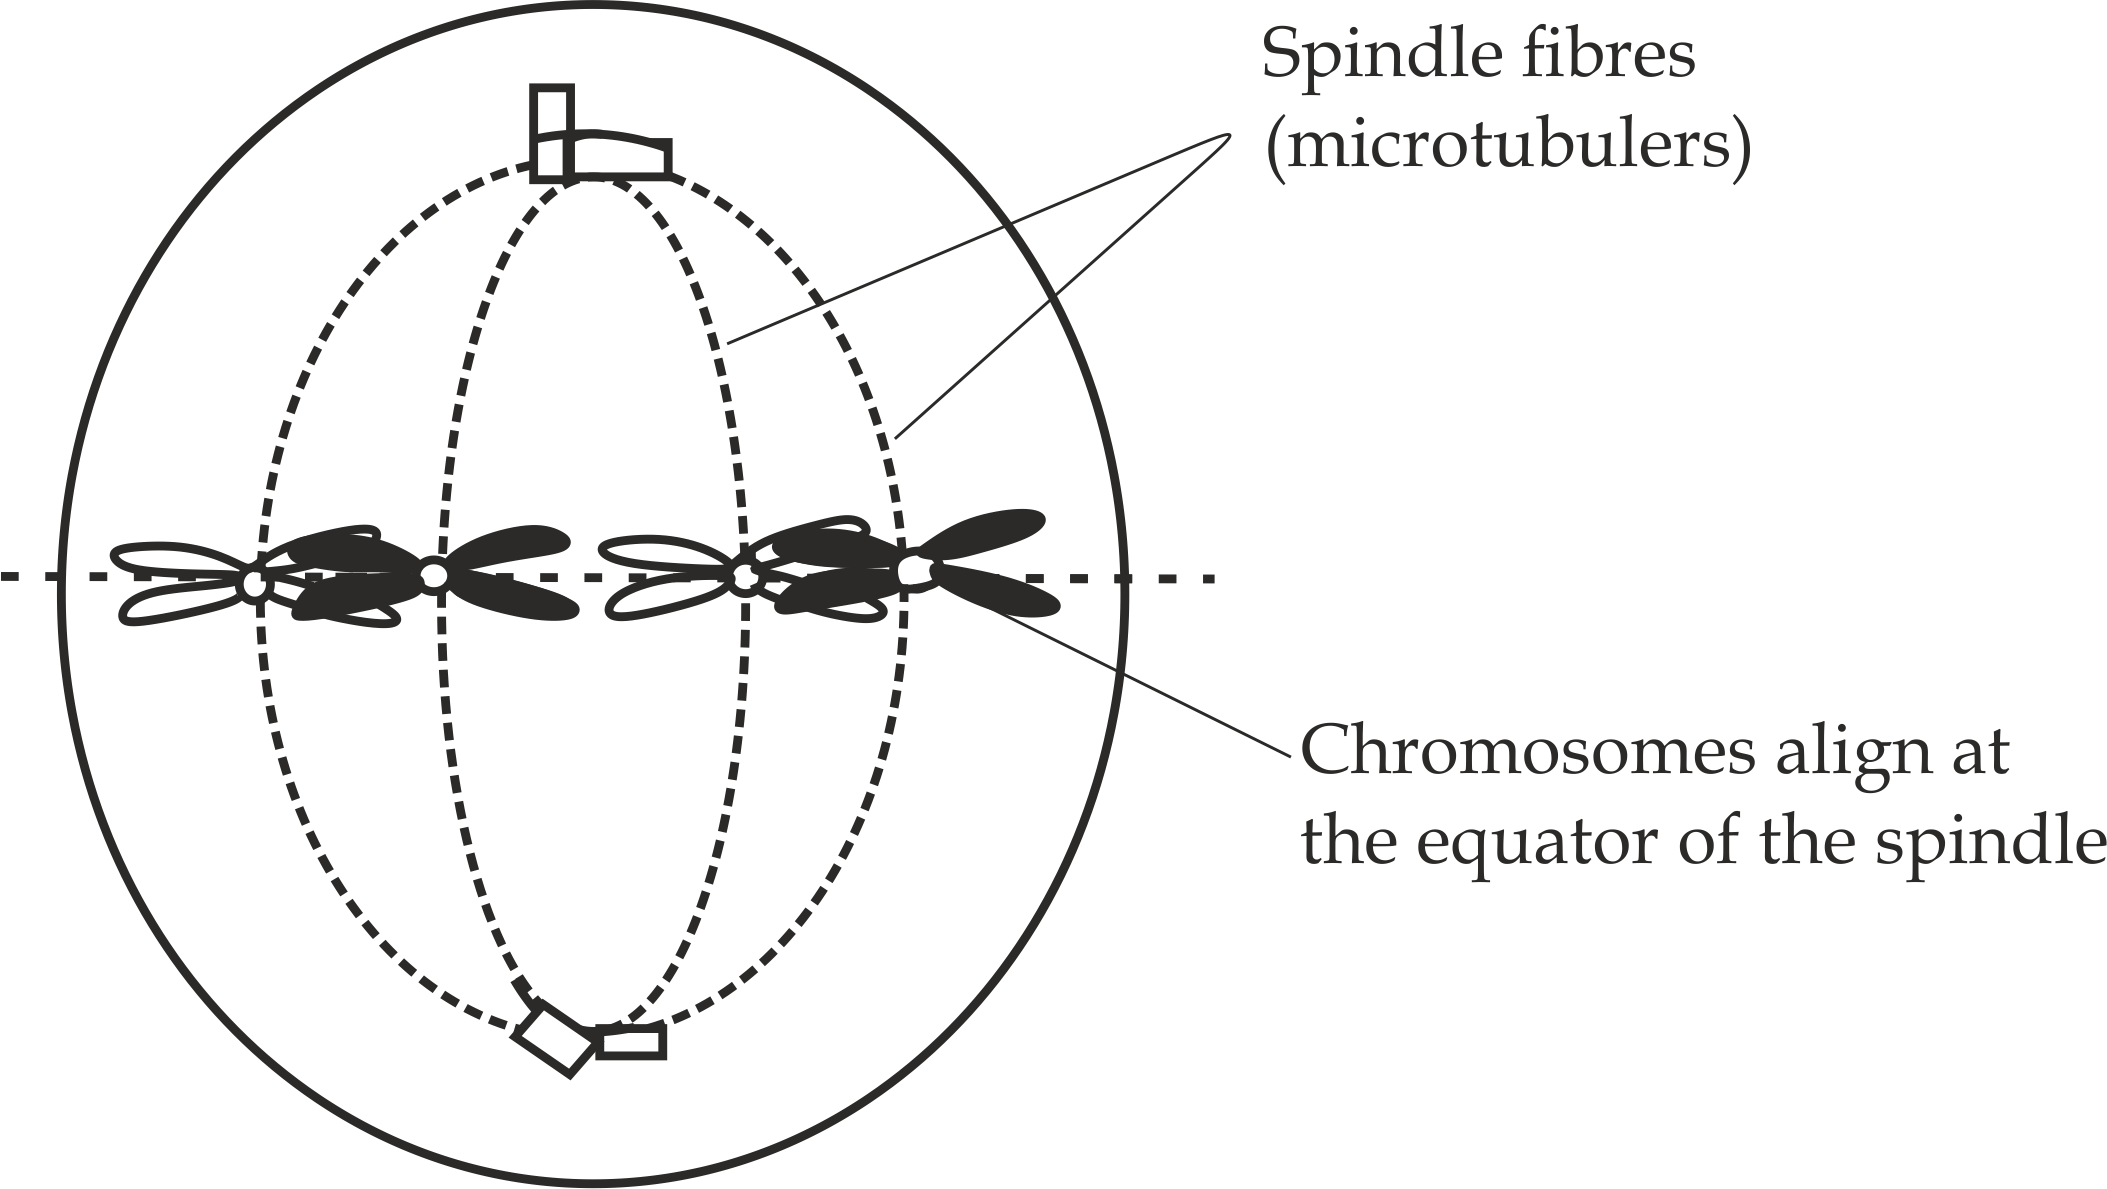 Spindle fibres
(microtubulers)
Chromosomes align at
the equator of the spindle